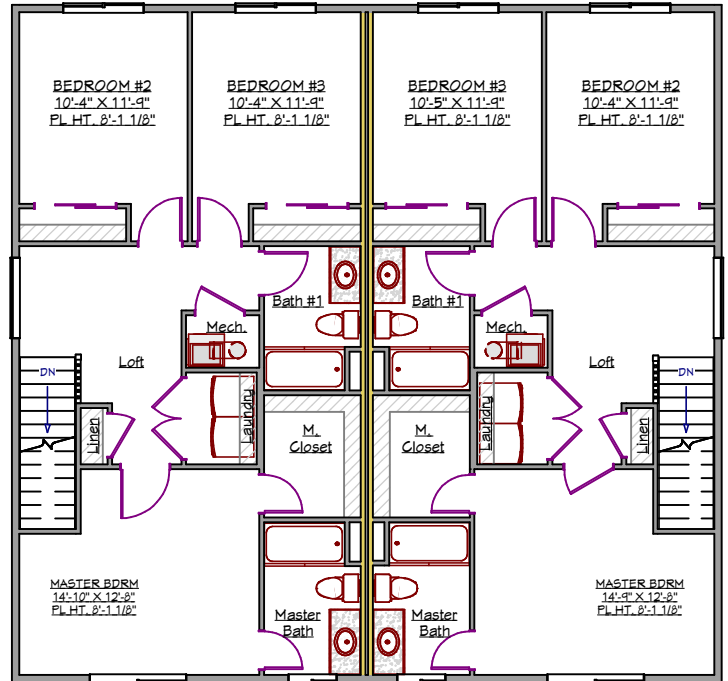 BEDROOM #2
10'-4" X 11'-9"
PL HT. 8'-1 1/8"
BEDROOM #3
10'-4" X 11'-9"
PL HT. 8'-1 1/8"
BEDROOM #3
10'-5" X 11'-9"
PL HT. 8'-1 1/8"
BEDROOM #2
10'-4" X 11'-9"
PL HT. 8'-1 1/8"
Bath #1
Bath #1
Mech.
Mech.
Loft
Loft
DN
DN
Linen
Laundry
M.
Closet
M.
Closet
Laundry
Linen
MASTER BDRM
14'-10" X 12'-8"
PL HT. 8'-1 1/8"
Master
Bath
Master
Bath
MASTER BDRM
14'-9" X 12'-8"
PL HT. 8'-1 1/8"